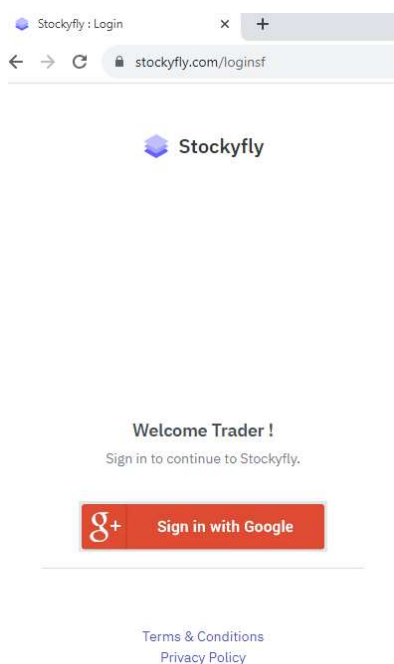 Stockyfly : Login
stockyfly.com/loginsf
Stockyfly
Welcome Trader !
Sign in to continue to Stockyfly.
g+ Sign in with Google
Terms & Conditions
Privacy Policy